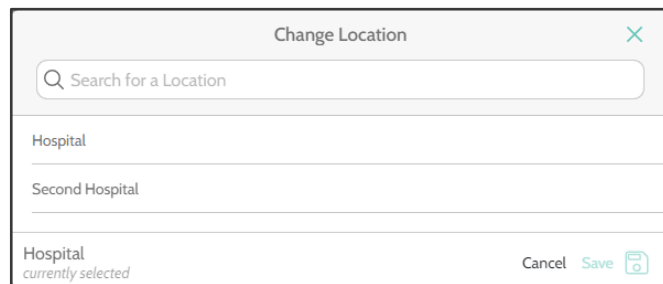 Change Location
Search for a Location
Hospital
Second Hospital
Hospital
currently selected
Cancel Save